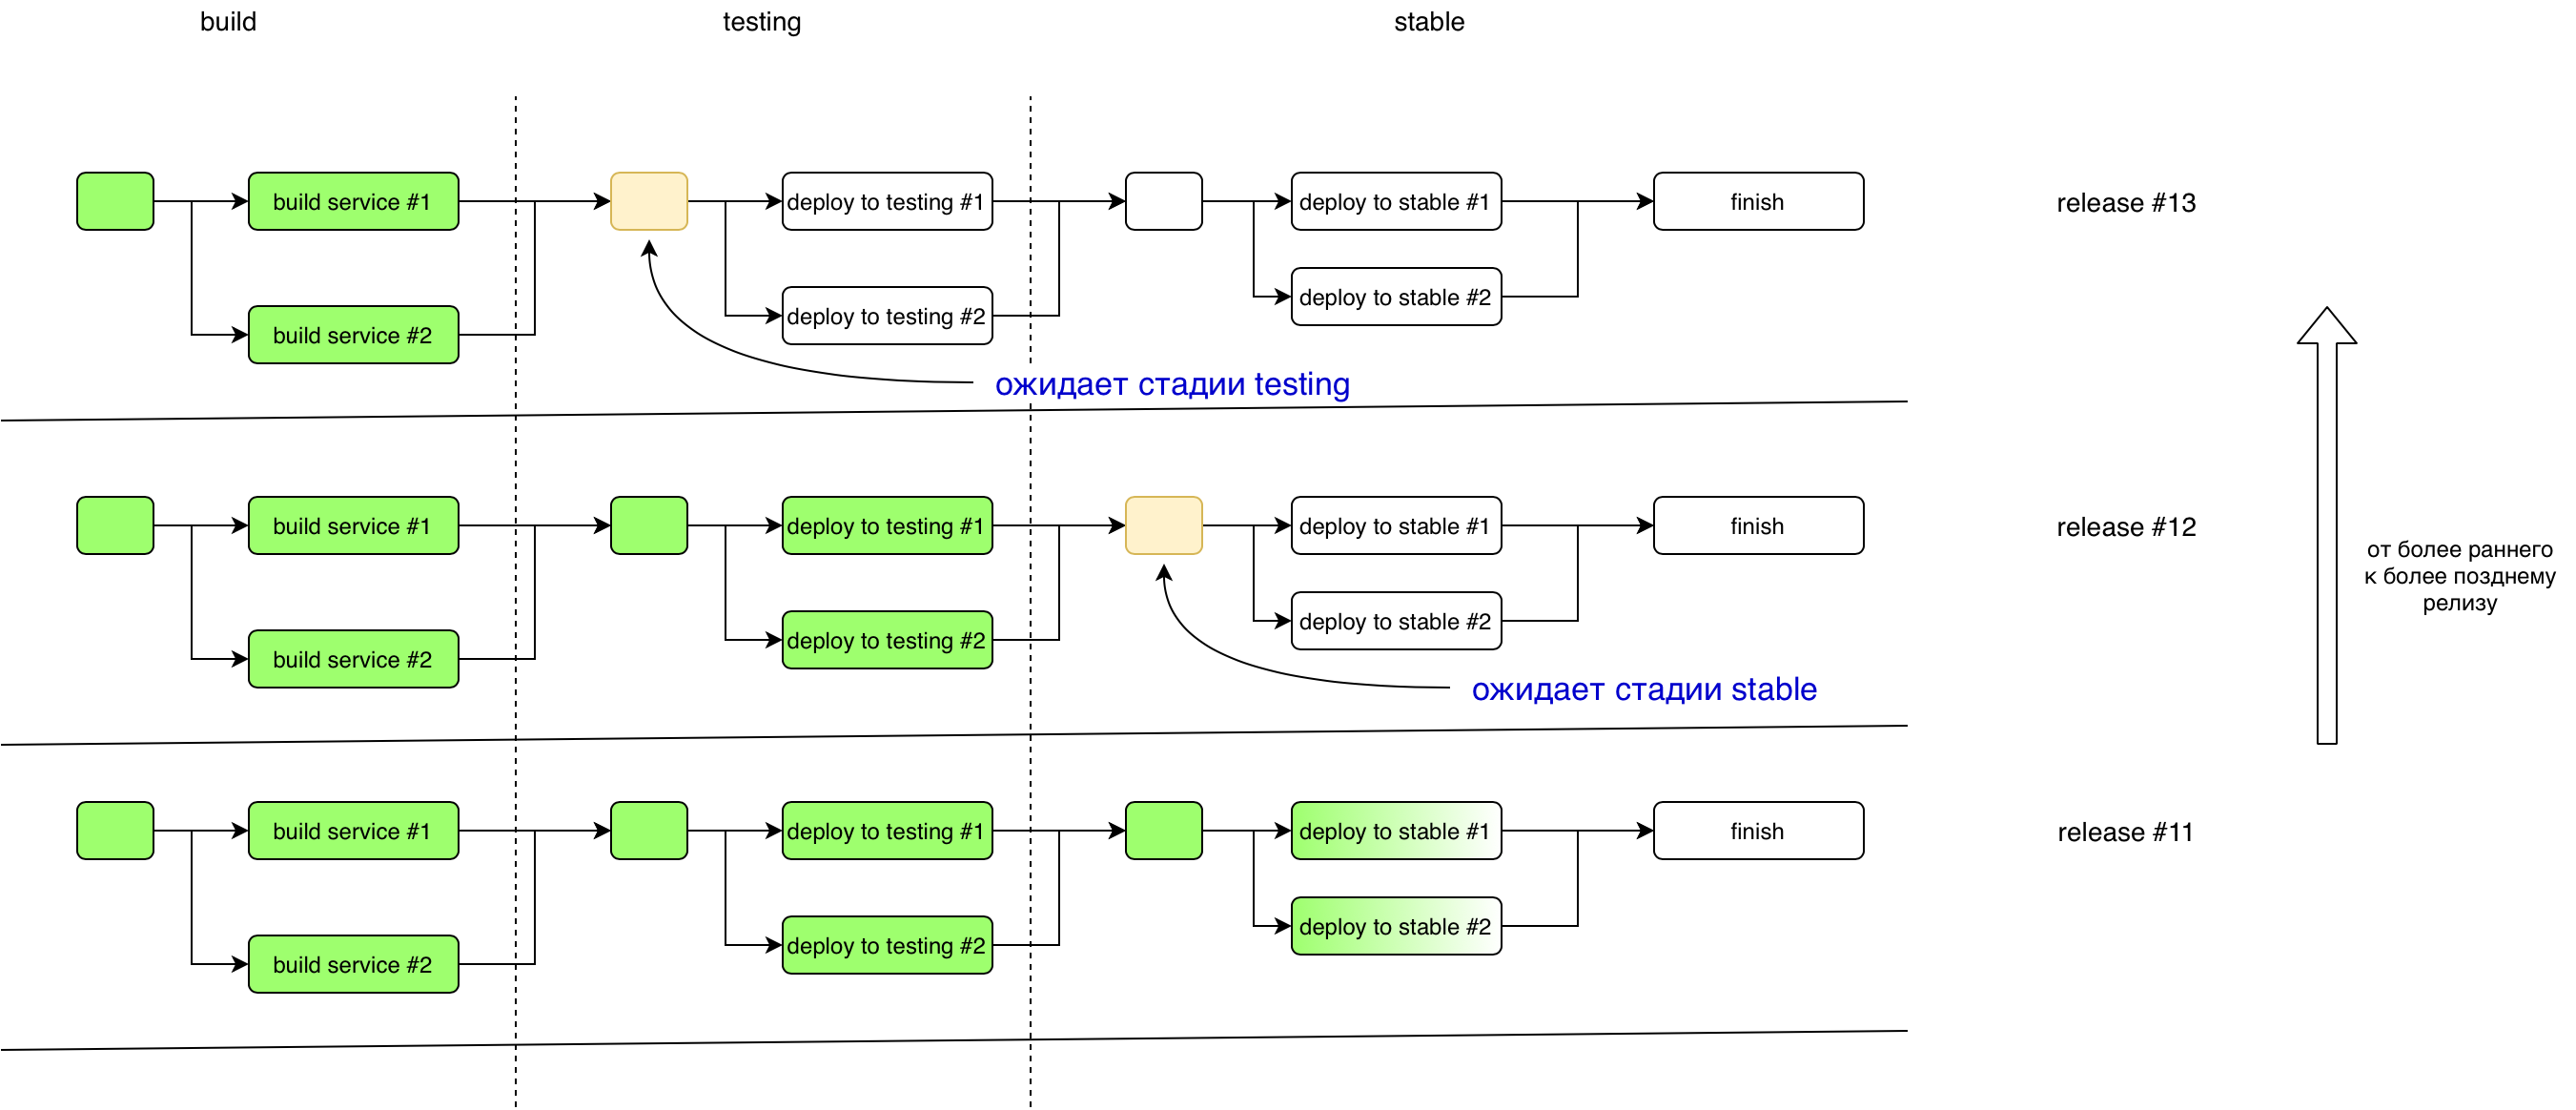 build
testing
stable
build service #1
deploy to testing #1
deploy to stable #1
finish
release #13
build service #2
deploy to testing #2
deploy to stable #2
ожидает стадии testing
build service #1
deploy to testing #1
deploy to stable #1
finish
release #12
build service #2
deploy to testing #2
deploy to stable #2
ожидает стадии stable
от более раннего
к более позднему
релизу
build service #1
deploy to testing #1
deploy to stable #1
finish
release #11
build service #2
deploy to testing #2
deploy to stable #2